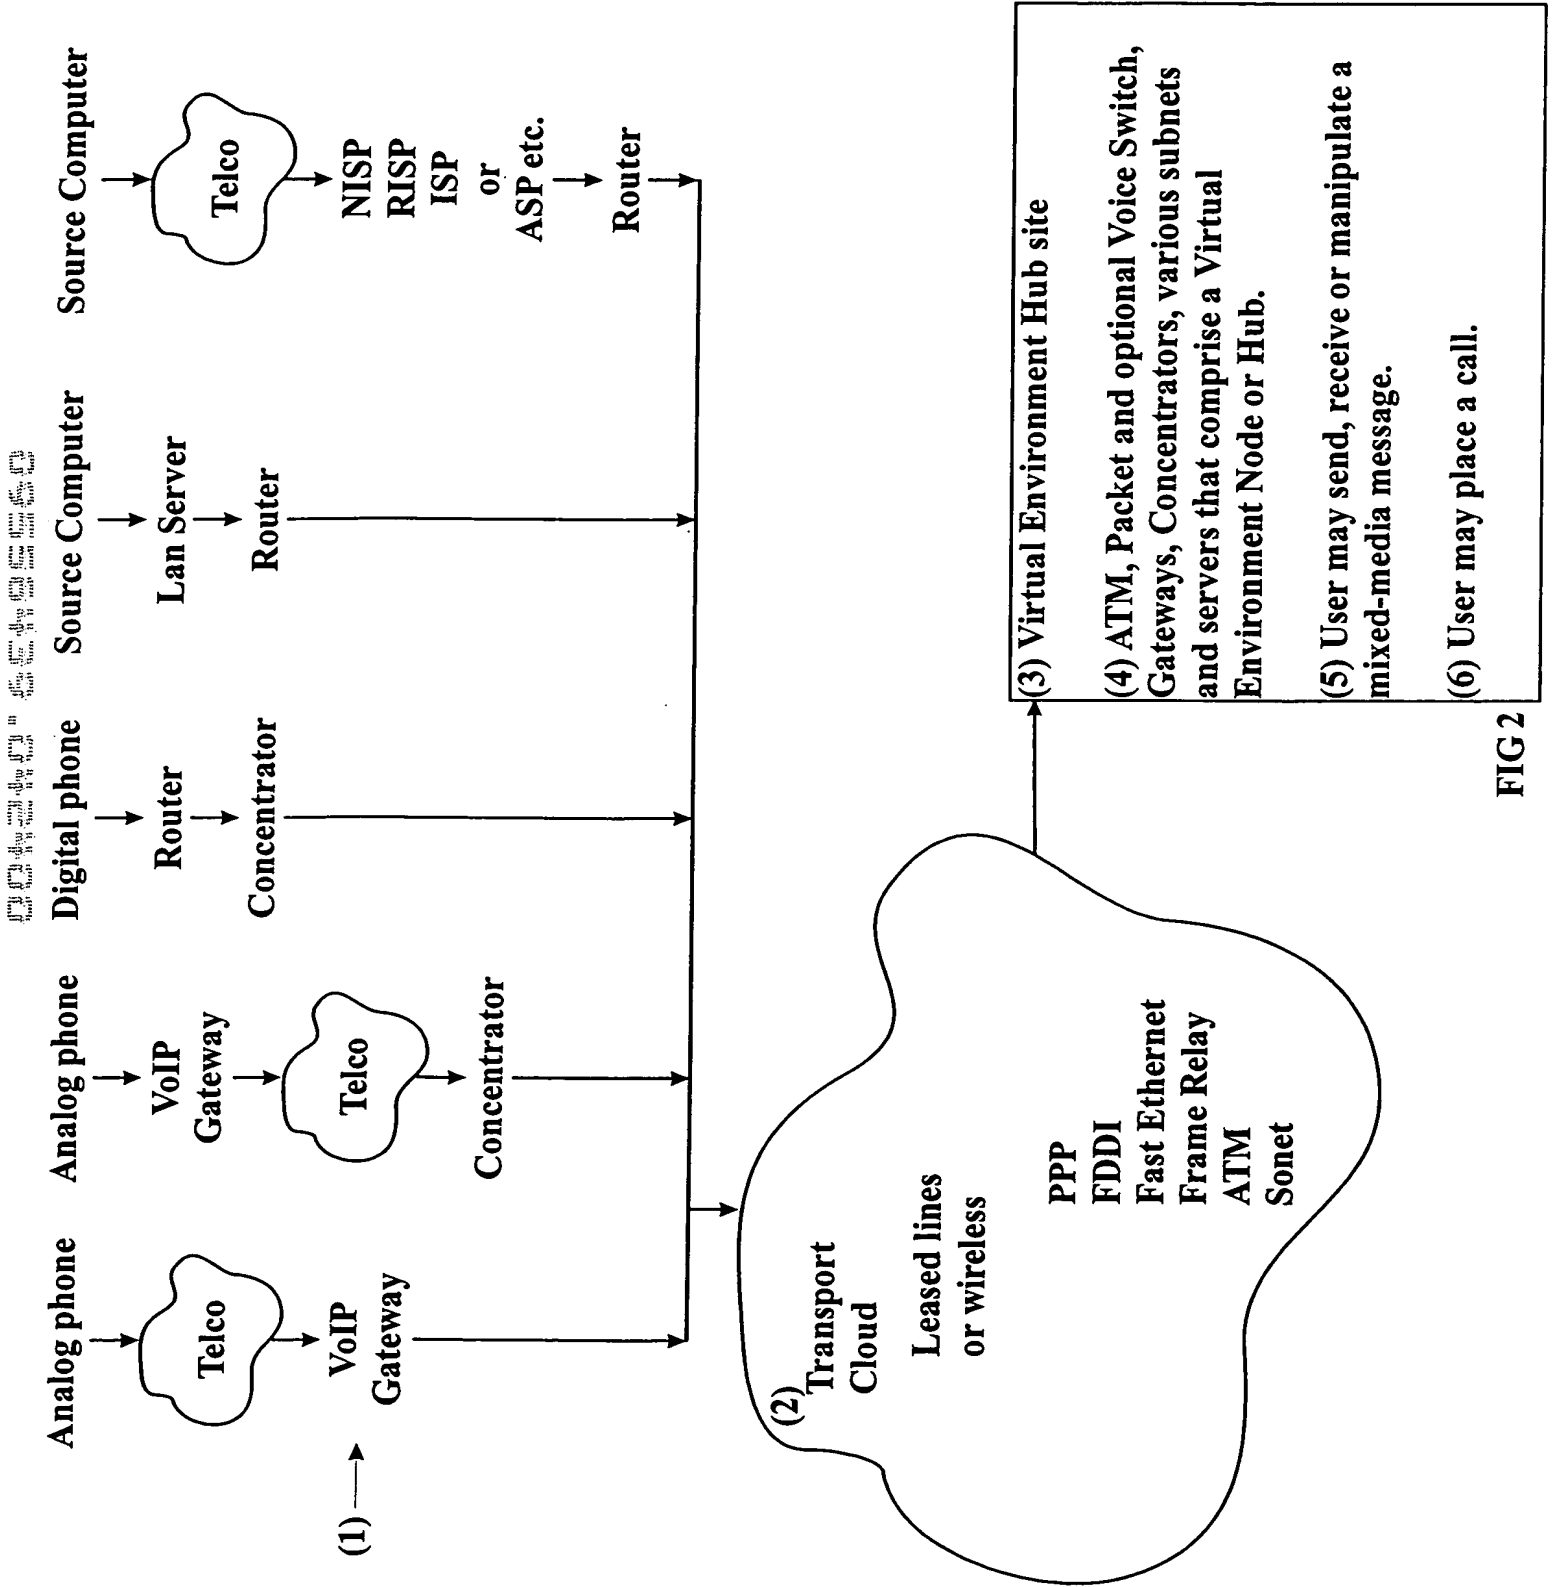 Analog phone
Telco
VoIP
Gateway
(1)
Analog phone
VoIP
Gateway
Telco
Concentrator
Digital phone
Router
Concentrator
Source Computer
Lan Server
Router
Source Computer
Telco
NISP
RISP
ISP
or
ASP etc.
Router
(2)
Transport
Cloud
Leased lines
or wireless
PPP
FDDI
Fast Ethernet
Frame Relay
ATM
Sonet
(3) Virtual Environment Hub site
(4) ATM, Packet and optional Voice Switch,
Gateways, Concentrators, various subnets
and servers that comprise a Virtual
Environment Node or Hub.
(5) User may send, receive or manipulate a
mixed-media message.
(6) User may place a call.
FIG 2